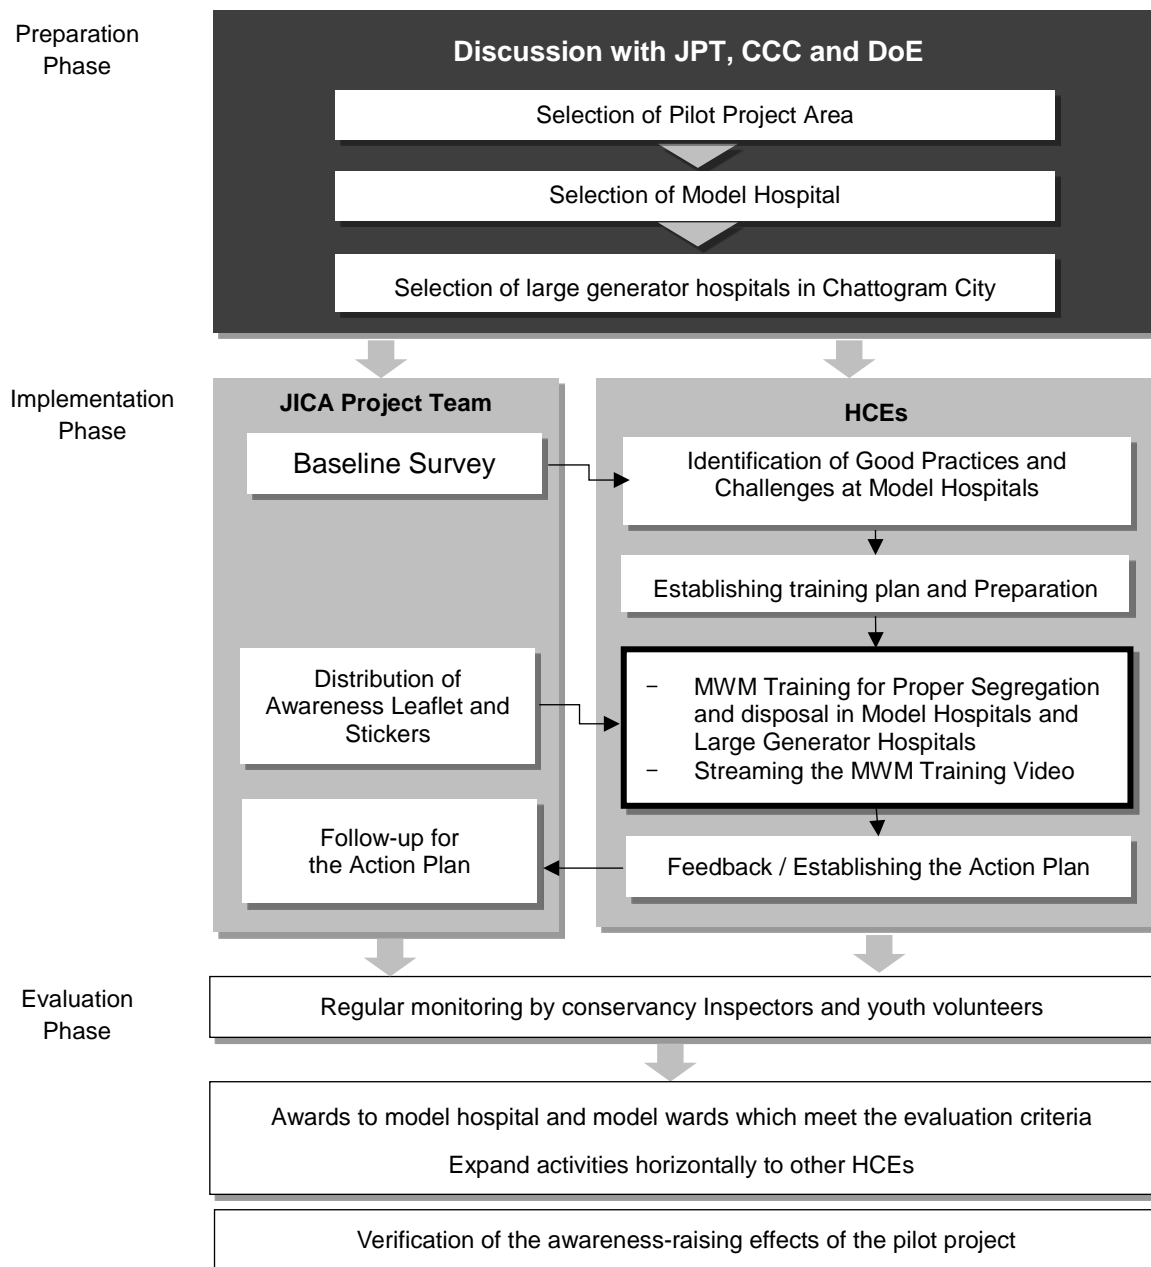 Preparation
Phase
Discussion with JPT, CCC and DoE
Selection of Pilot Project Area
Selection of Model Hospital
Selection of large generator hospitals in Chattogram City
Implementation
Phase
JICA Project Team
Baseline Survey
Distribution of
Awareness Leaflet and
Stickers
Follow-up for
the Action Plan
HCEs
Identification of Good Practices and
Challenges at Model Hospitals
Establishing training plan and Preparation
− MWM Training for Proper Segregation
and disposal in Model Hospitals and
Large Generator Hospitals
− Streaming the MWM Training Video
Feedback / Establishing the Action Plan
Evaluation
Phase
Regular monitoring by conservancy Inspectors and youth volunteers
Awards to model hospital and model wards which meet the evaluation criteria
Expand activities horizontally to other HCEs
Verification of the awareness-raising effects of the pilot project